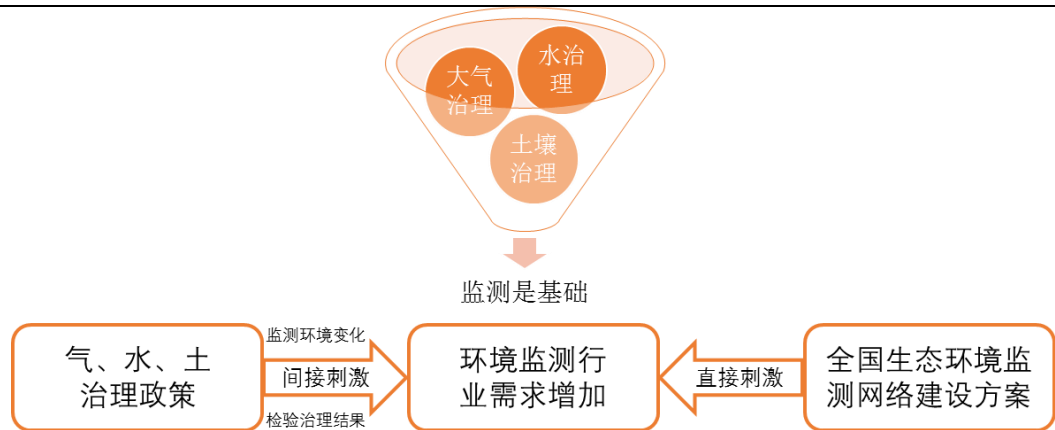 大气
治理
水治
理
土壤
治理
监测是基础
气、水、土
治理政策
监测环境变化
间接刺激
检验治理结果
环境监测行
业需求增加
直接刺激
全国生态环境监
测网络建设方案